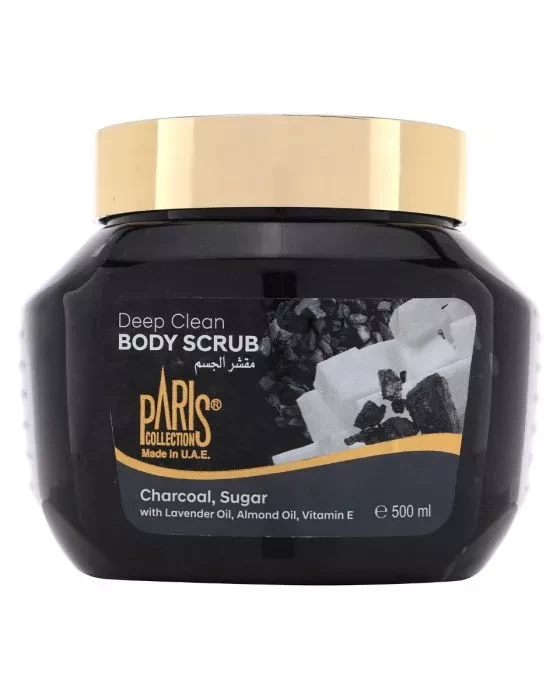 Deep Clean
BODY SCRUB
مقشر الجسم
PARIS®
COLLECTION
Made in U.A.E.
Charcoal, Sugar
with Lavender Oil, Almond Oil, Vitamin E
℮ 500 ml